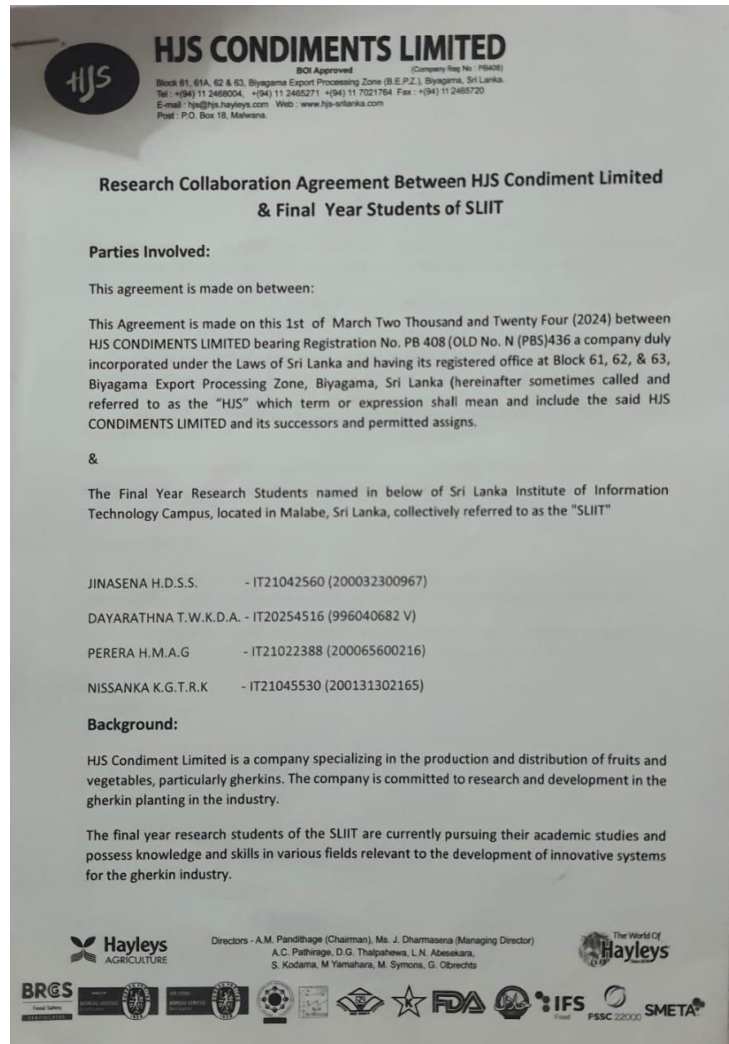 HJS
HJS CONDIMENTS LIMITED
BOI Approved (Company Reg No : PB408)
Block 61, 61A, 62 & 63, Biyagama Export Processing Zone (B.E.P.Z.), Biyagama, Sri Lanka.
Tel : +(94) 11 2468004, +(94) 11 2465271 +(94) 11 7021764 Fax : +(94) 11 2465720
E-mail : hjs@hjs.hayleys.com Web : www.hjs-srilanka.com
Post : P.O. Box 18, Malwana.
Research Collaboration Agreement Between HJS Condiment Limited
& Final Year Students of SLIIT
Parties Involved:
This agreement is made on between:
This Agreement is made on this 1st of March Two Thousand and Twenty Four (2024) between
HJS CONDIMENTS LIMITED bearing Registration No. PB 408 (OLD No. N (PBS)436 a company duly
incorporated under the Laws of Sri Lanka and having its registered office at Block 61, 62, & 63,
Biyagama Export Processing Zone, Biyagama, Sri Lanka (hereinafter sometimes called and
referred to as the "HJS" which term or expression shall mean and include the said HJS
CONDIMENTS LIMITED and its successors and permitted assigns.
&
The Final Year Research Students named in below of Sri Lanka Institute of Information
Technology Campus, located in Malabe, Sri Lanka, collectively referred to as the "SLIIT"
JINASENA H.D.S.S. - IT21042560 (200032300967)
DAYARATHNA T.W.K.D.A. - IT20254516 (996040682 V)
PERERA H.M.A.G - IT21022388 (200065600216)
NISSANKA K.G.T.R.K - IT21045530 (200131302165)
Background:
HJS Condiment Limited is a company specializing in the production and distribution of fruits and
vegetables, particularly gherkins. The company is committed to research and development in the
gherkin planting in the industry.
The final year research students of the SLIIT are currently pursuing their academic studies and
possess knowledge and skills in various fields relevant to the development of innovative systems
for the gherkin industry.
Hayleys
AGRICULTURE
Directors - A.M. Pandithage (Chairman), Ms. J. Dharmasena (Managing Director)
A.C. Pathirage, D.G. Thalpahewa, L.N. Abesekara,
S. Kodama, M Yamahara, M. Symons, G. Olbrechts
The World Of
Hayleys
BRCS
Food Safety
CERTIFICATED
BUREAU VERITAS
BUREAU VERITAS
K
FDA
IFS
Food
FSSC 22000
SMETA